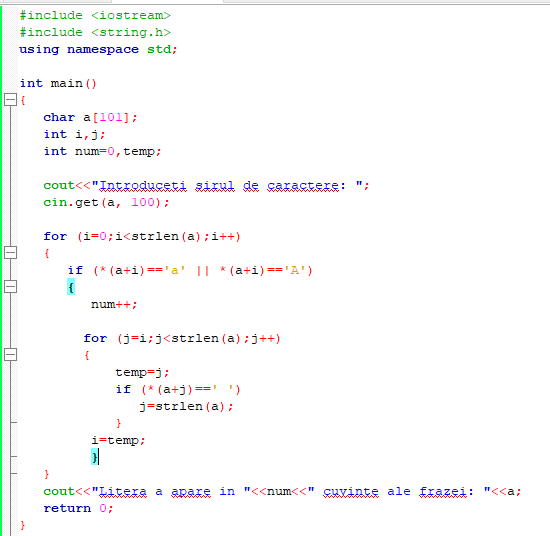 #include <iostream>
#include <string.h>
using namespace std;
int main()
{
char a[101];
int i,j;
int num=0,temp;
cout<<"Introduceti sirul de caractere: ";
cin.get(a, 100);
for (i=0;i<strlen(a);i++)
{
if (*(a+i)=='a' || *(a+i)=='A')
{
num++;
for (j=i;j<strlen(a);j++)
{
temp=j;
if (*(a+j)==' ')
j=strlen(a);
}
i=temp;
}
}
cout<<"Litera a apare in "<<num<<" cuvinte ale frazei: "<<a;
return 0;
}